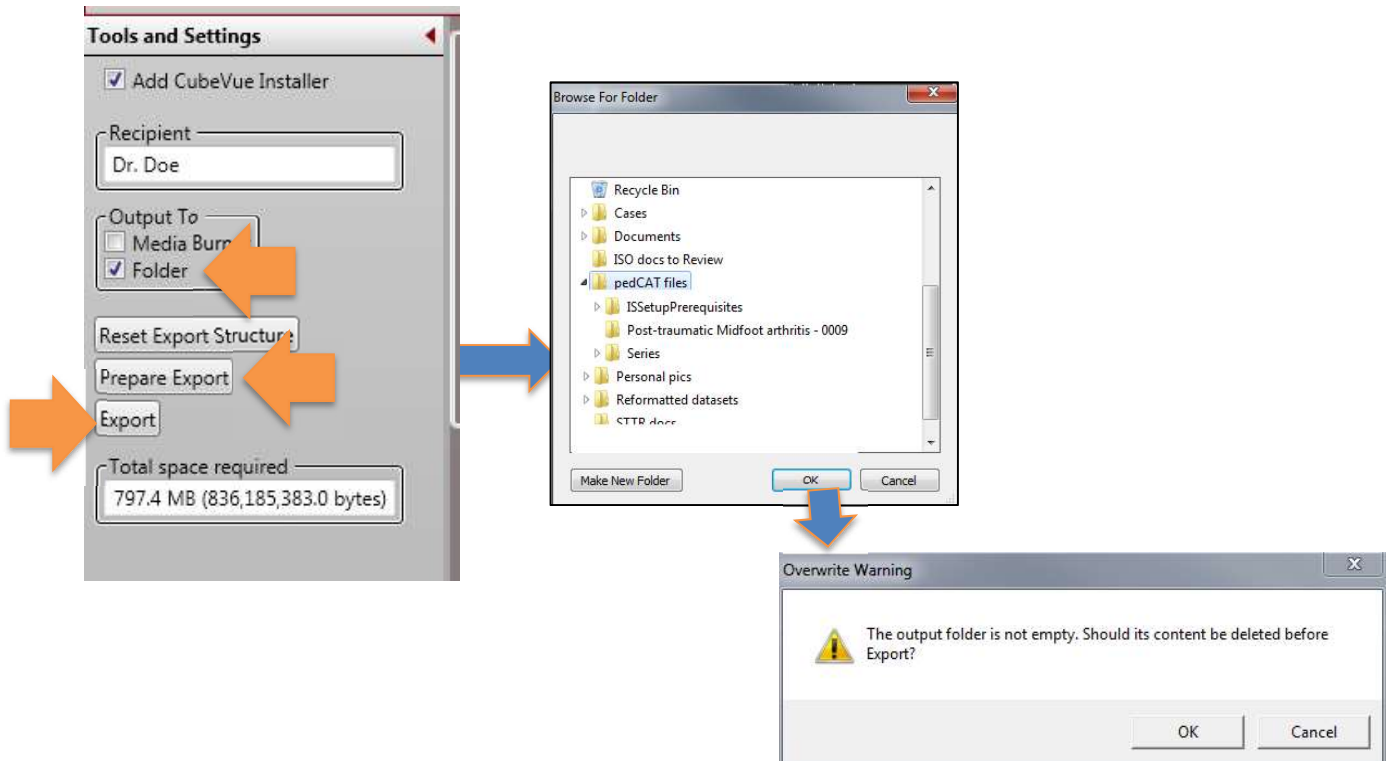 Tools and Settings
Add CubeVue Installer
Recipient
Dr. Doe
Output To
Media Burn
Folder
Reset Export Structure
Prepare Export
Export
Total space required
797.4 MB (836,185,383.0 bytes)
Browse For Folder
Recycle Bin
Cases
Documents
ISO docs to Review
pedCAT files
ISSetupPrerequisites
Post-traumatic Midfoot arthritis - 0009
Series
Personal pics
Reformatted datasets
STTR docs
Make New Folder
OK
Cancel
Overwrite Warning
The output folder is not empty. Should its content be deleted before
Export?
OK
Cancel